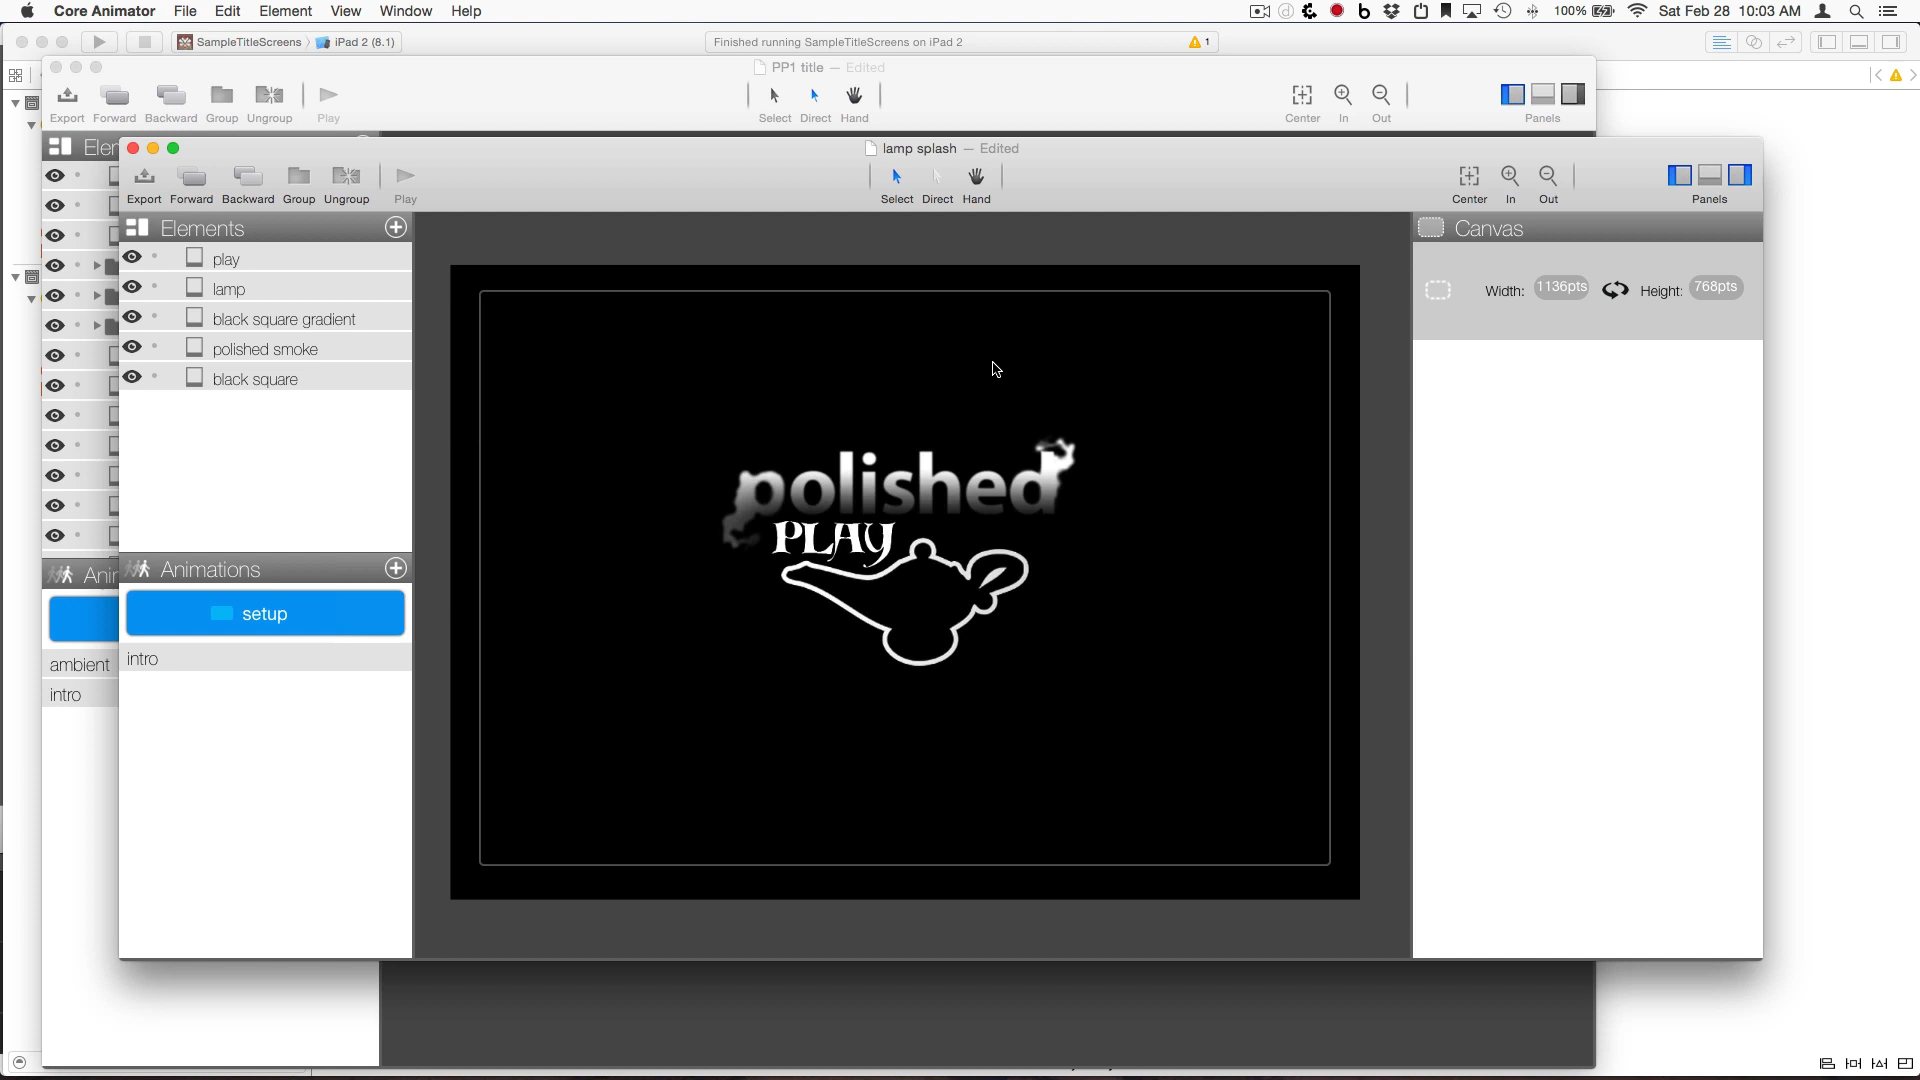 Core Animator File Edit Element View Window Help 100% Sat Feb 28 10:03 AM
SampleTitleScreens iPad 2 (8.1) Finished running SampleTitleScreens on iPad 2 1
PP1 title — Edited
Export Forward Backward Group Ungroup Play Select Direct Hand Center In Out Panels
lamp splash — Edited
Export Forward Backward Group Ungroup Play Select Direct Hand Center In Out Panels
Elements
Canvas
play
lamp
black square gradient
polished smoke
black square
Width: 1136pts Height: 768pts
polished
PLAY
Animations
setup
intro
ambient
intro